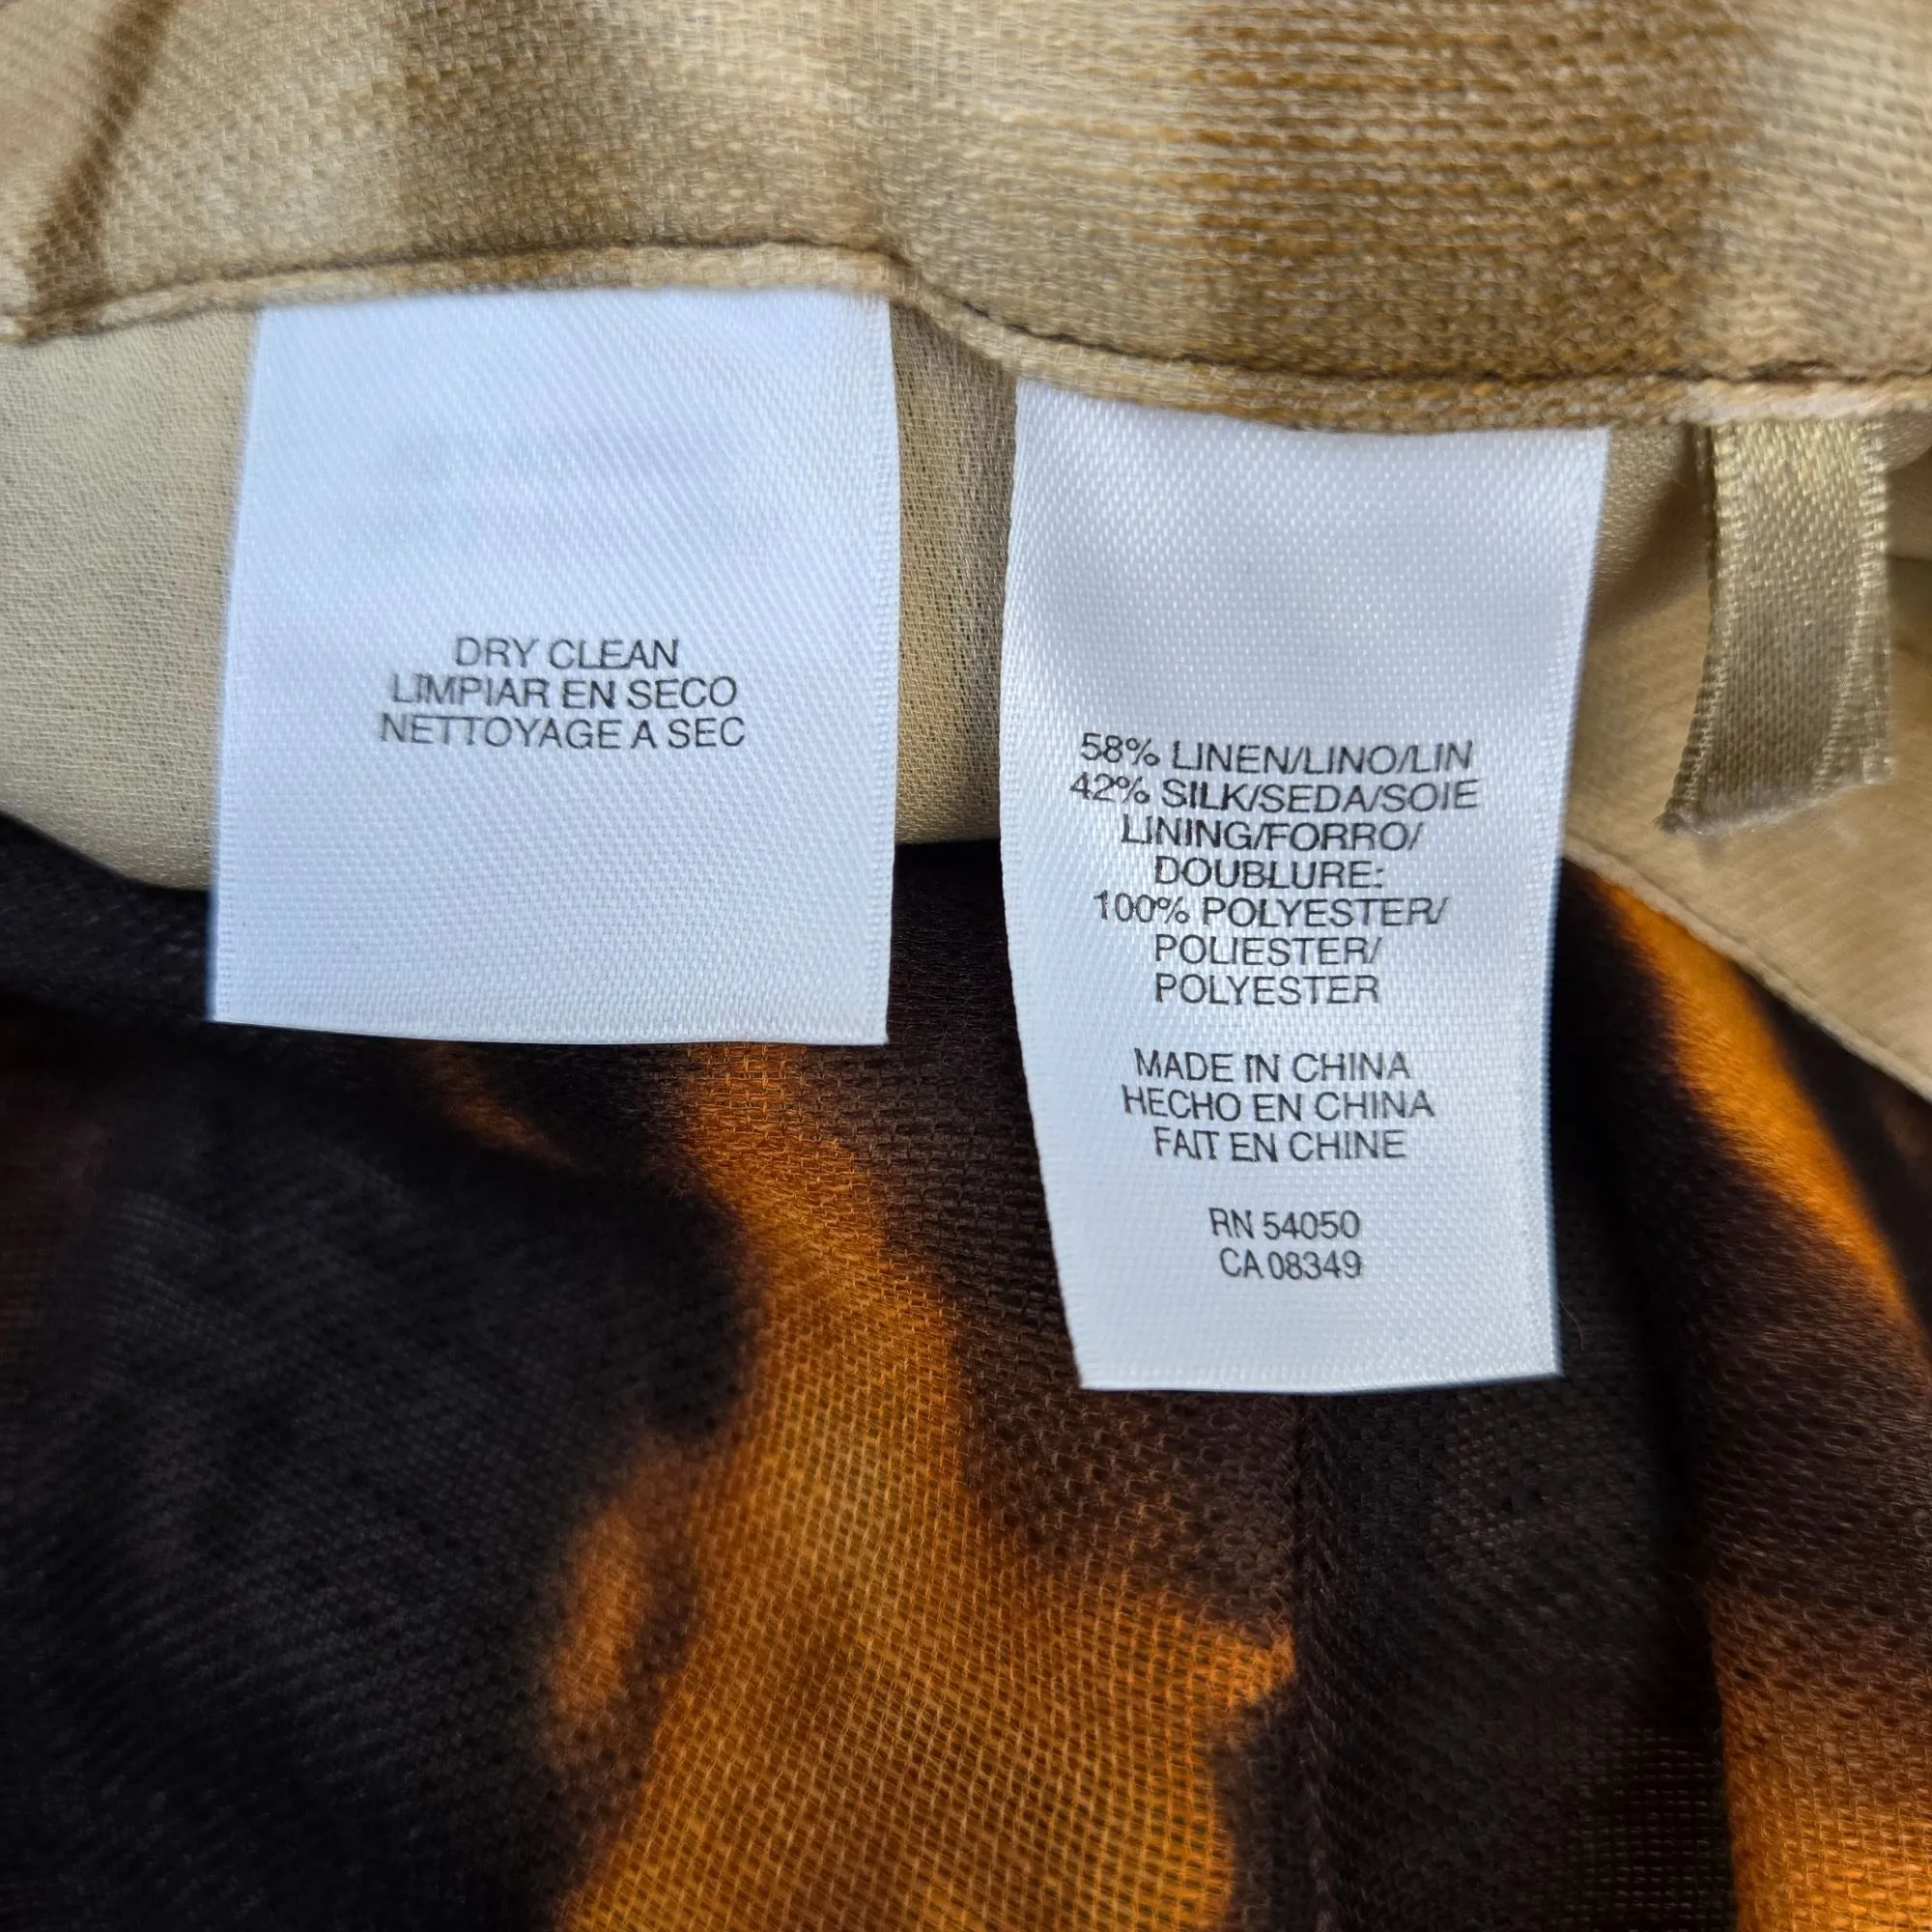 DRY CLEAN
LIMPIAR EN SECO
NETTOYAGE A SEC
58% LINEN/LINO/LIN
42% SILK/SEDA/SOIE
LINING/FORRO/
DOUBLURE:
100% POLYESTER/
POLIESTER/
POLYESTER
MADE IN CHINA
HECHO EN CHINA
FAIT EN CHINE
RN 54050
CA 08349